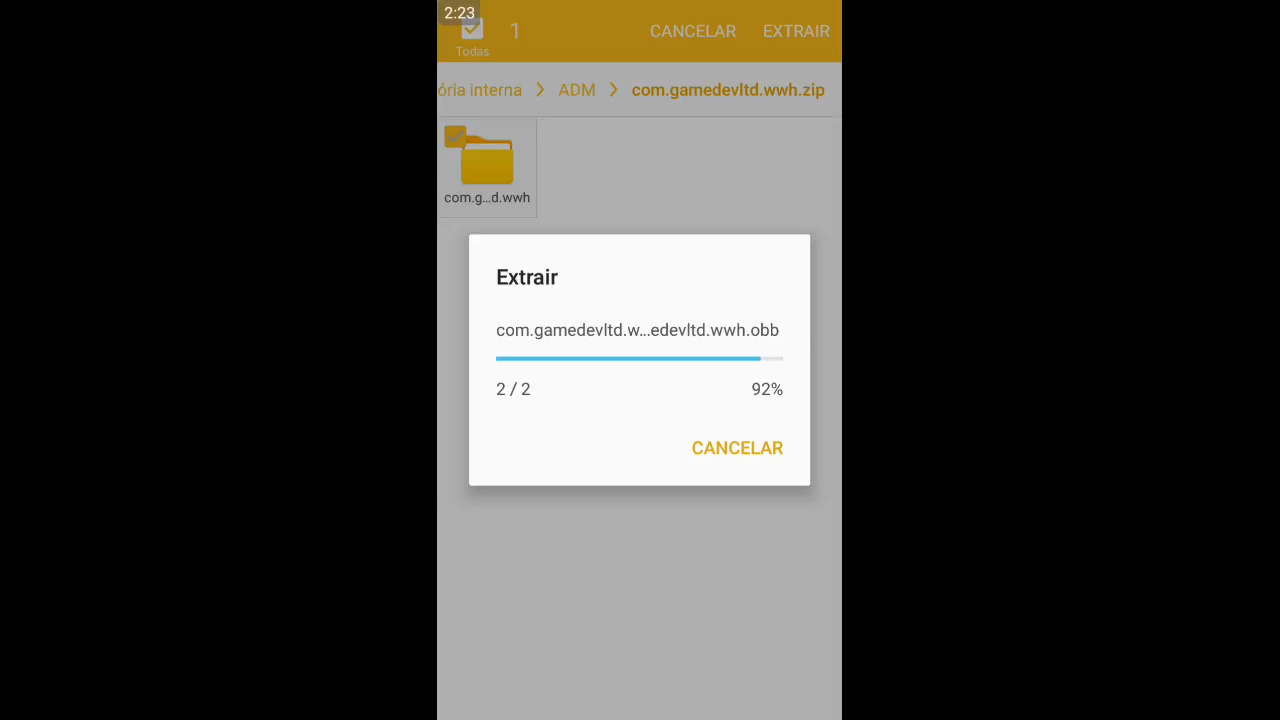 2:23
Todas
1
CANCELAR
EXTRAIR
ória interna > ADM > com.gamedevltd.wwh.zip
com.g...d.wwh
Extrair
com.gamedevltd.w...edevltd.wwh.obb
2 / 2
92%
CANCELAR